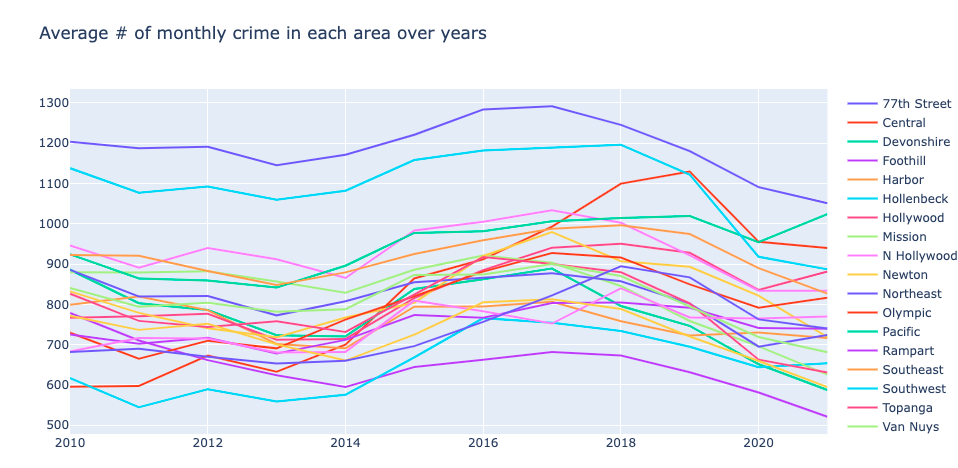 Average # of monthly crime in each area over years
1300
1200
1100
1000
900
800
700
600
500
2010
2012
2014
2016
2018
2020
77th Street
Central
Devonshire
Foothill
Harbor
Hollenbeck
Hollywood
Mission
N Hollywood
Newton
Northeast
Olympic
Pacific
Rampart
Southeast
Southwest
Topanga
Van Nuys